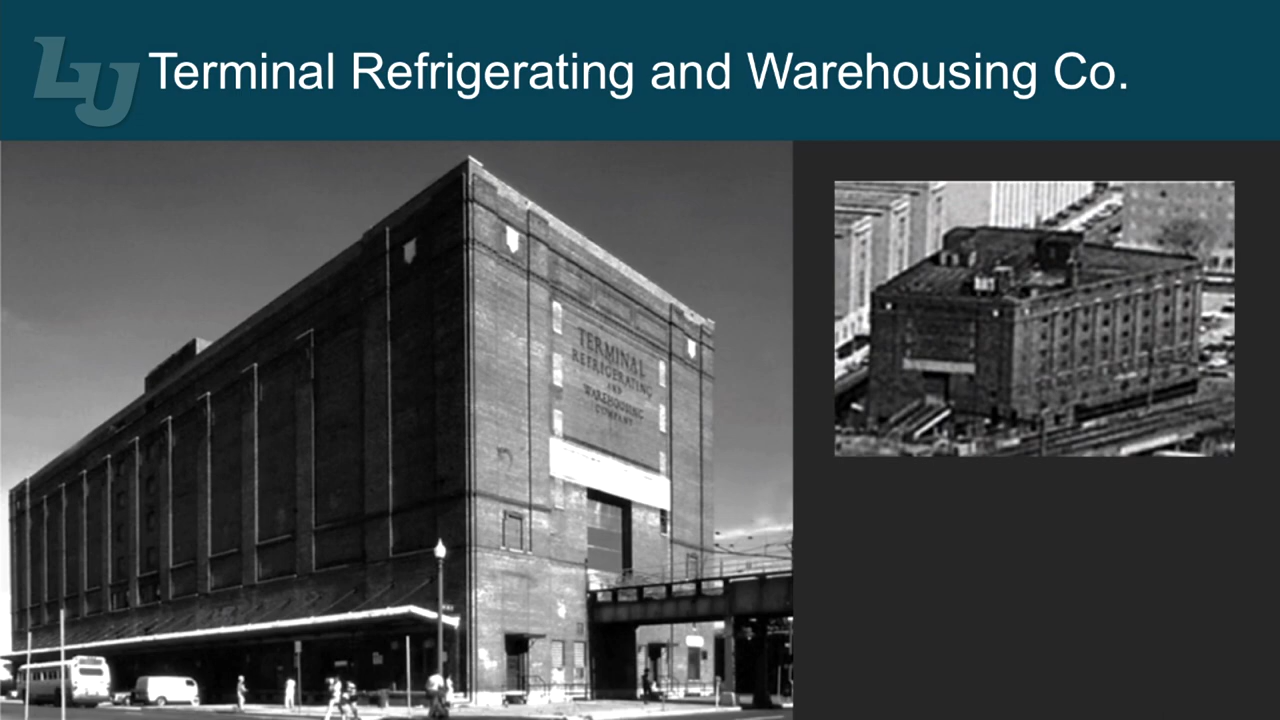 LU
Terminal Refrigerating and Warehousing Co.
TERMINAL
REFRIGERATING
AND
WAREHOUSING
COMPANY